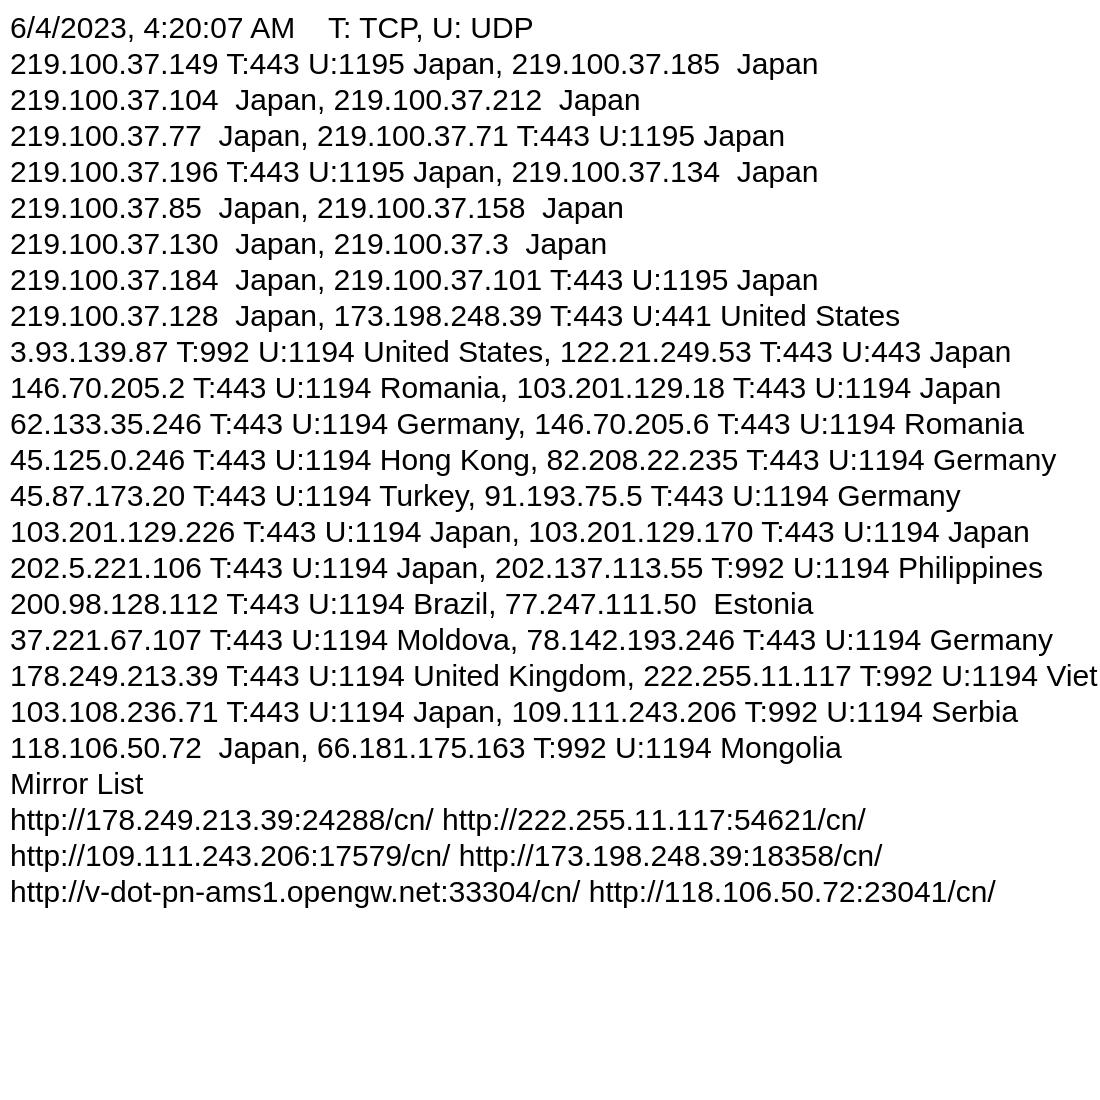 6/4/2023, 4:20:07 AM    T: TCP, U: UDP
219.100.37.149 T:443 U:1195 Japan, 219.100.37.185  Japan
219.100.37.104  Japan, 219.100.37.212  Japan
219.100.37.77  Japan, 219.100.37.71 T:443 U:1195 Japan
219.100.37.196 T:443 U:1195 Japan, 219.100.37.134  Japan
219.100.37.85  Japan, 219.100.37.158  Japan
219.100.37.130  Japan, 219.100.37.3  Japan
219.100.37.184  Japan, 219.100.37.101 T:443 U:1195 Japan
219.100.37.128  Japan, 173.198.248.39 T:443 U:441 United States
3.93.139.87 T:992 U:1194 United States, 122.21.249.53 T:443 U:443 Japan
146.70.205.2 T:443 U:1194 Romania, 103.201.129.18 T:443 U:1194 Japan
62.133.35.246 T:443 U:1194 Germany, 146.70.205.6 T:443 U:1194 Romania
45.125.0.246 T:443 U:1194 Hong Kong, 82.208.22.235 T:443 U:1194 Germany
45.87.173.20 T:443 U:1194 Turkey, 91.193.75.5 T:443 U:1194 Germany
103.201.129.226 T:443 U:1194 Japan, 103.201.129.170 T:443 U:1194 Japan
202.5.221.106 T:443 U:1194 Japan, 202.137.113.55 T:992 U:1194 Philippines
200.98.128.112 T:443 U:1194 Brazil, 77.247.111.50  Estonia
37.221.67.107 T:443 U:1194 Moldova, 78.142.193.246 T:443 U:1194 Germany
178.249.213.39 T:443 U:1194 United Kingdom, 222.255.11.117 T:992 U:1194 Viet
103.108.236.71 T:443 U:1194 Japan, 109.111.243.206 T:992 U:1194 Serbia
118.106.50.72  Japan, 66.181.175.163 T:992 U:1194 Mongolia
Mirror List
http://178.249.213.39:24288/cn/ http://222.255.11.117:54621/cn/
http://109.111.243.206:17579/cn/ http://173.198.248.39:18358/cn/
http://v-dot-pn-ams1.opengw.net:33304/cn/ http://118.106.50.72:23041/cn/